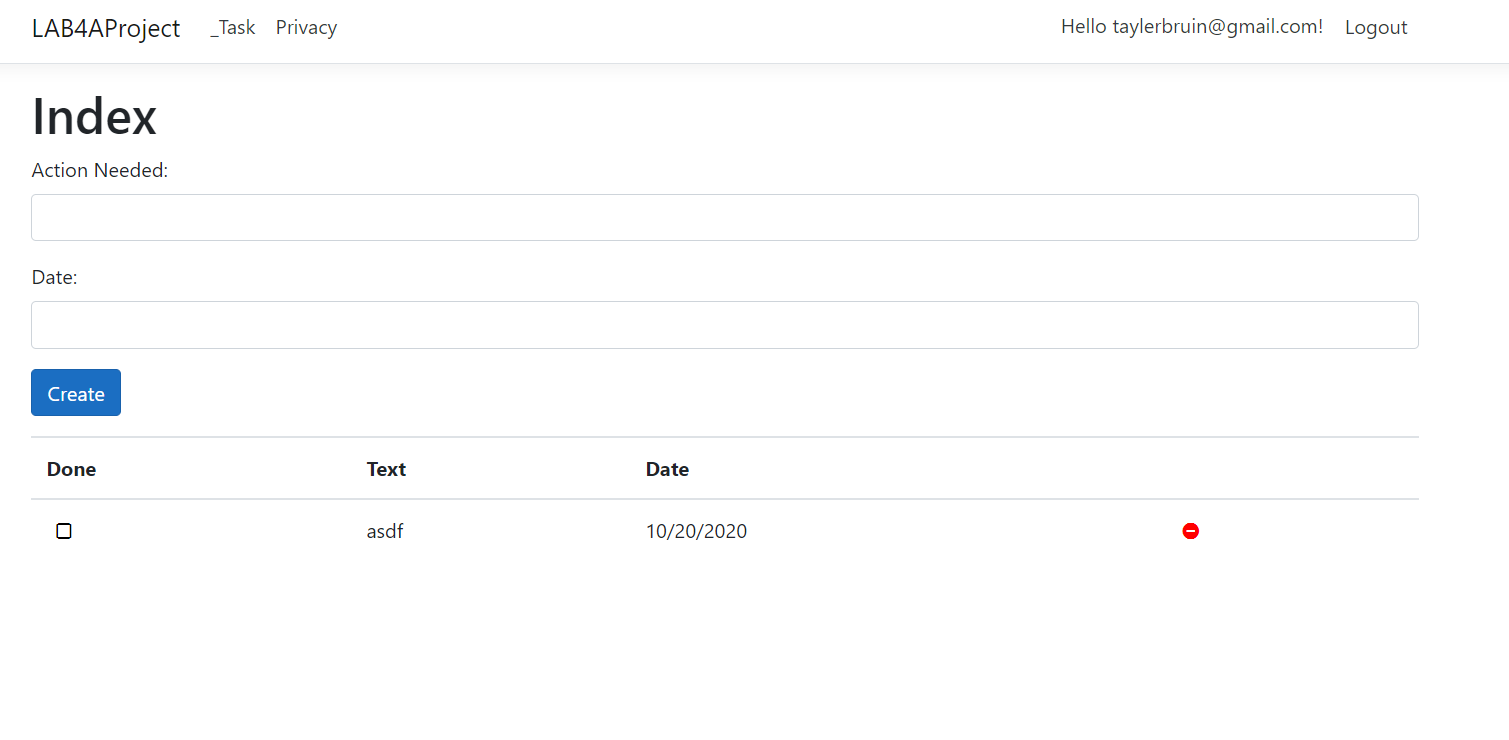 LAB4AProject _Task Privacy Hello taylerbruin@gmail.com! Logout
Index
Action Needed:
Date:
Create
Done Text Date
asdf 10/20/2020